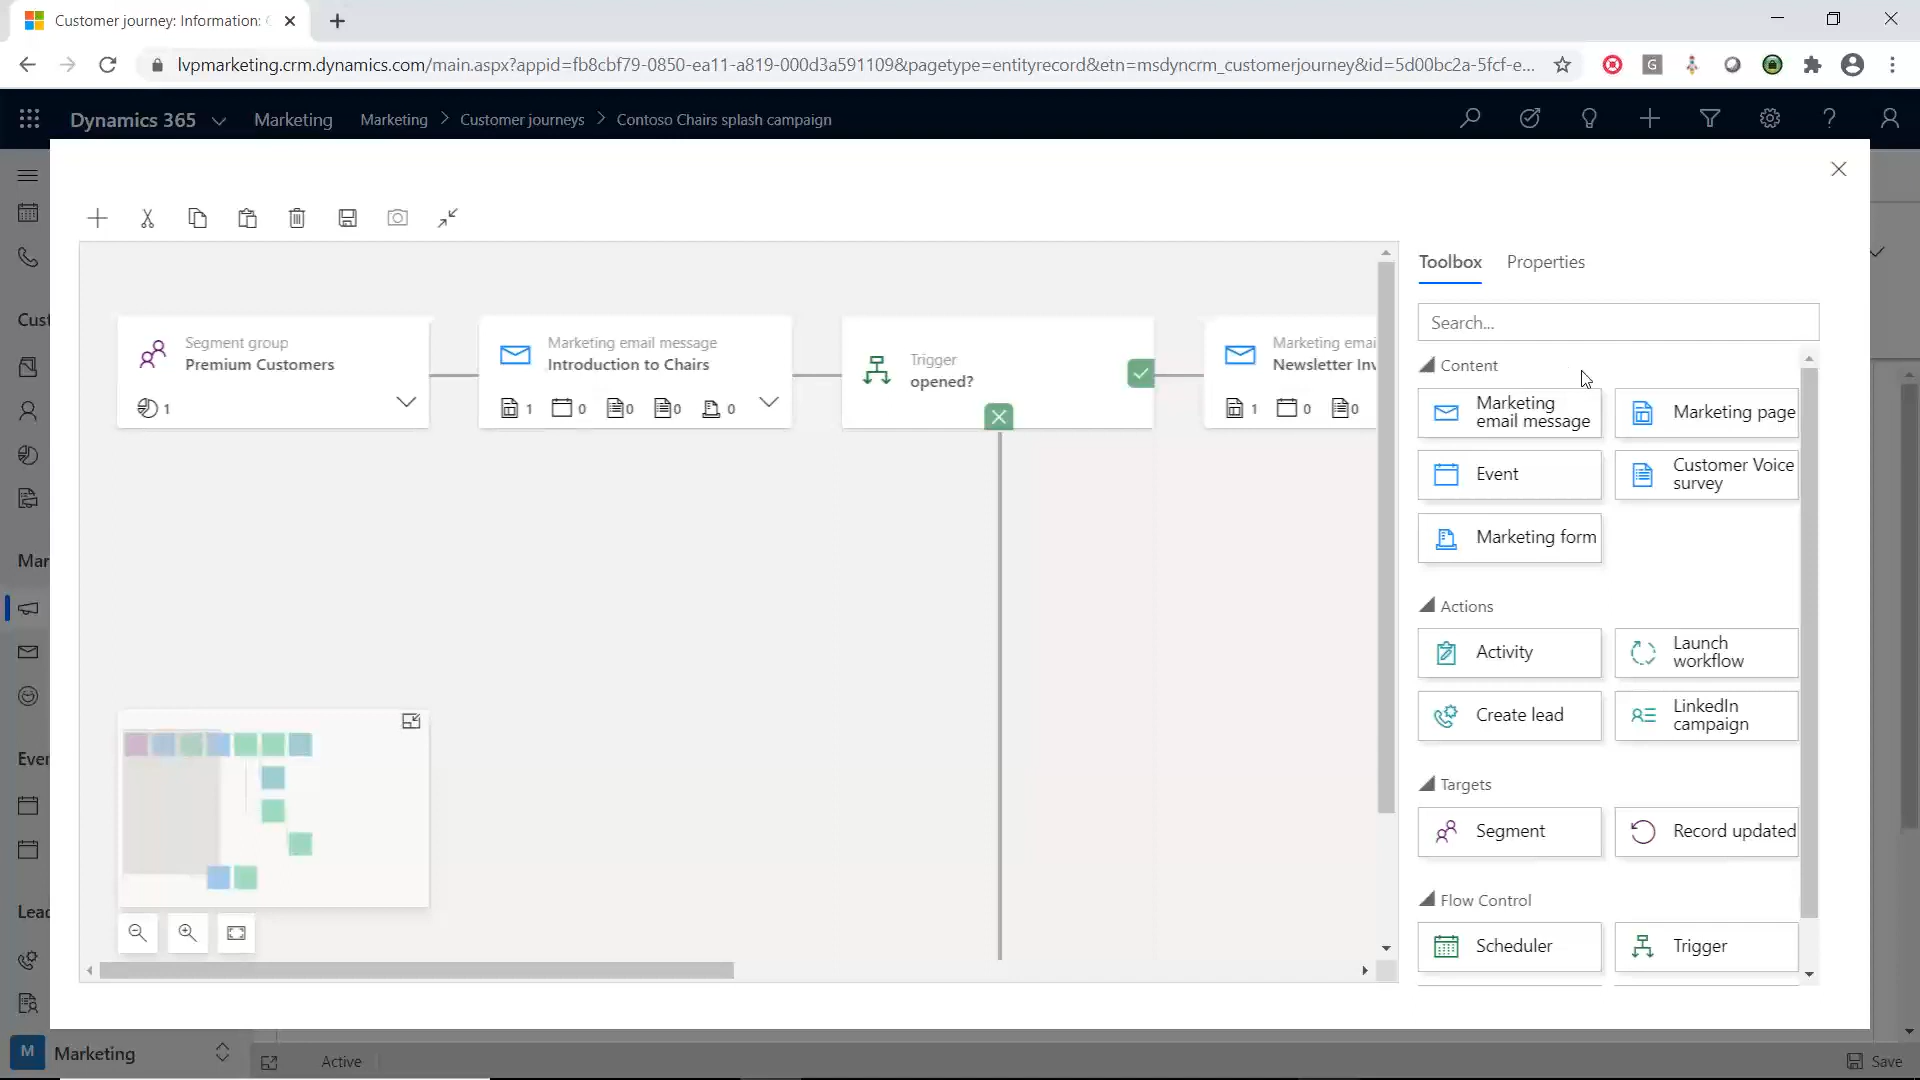 Customer journey: Information:
lvpmarketing.crm.dynamics.com/main.aspx?appid=fb8cbf79-0850-ea11-a819-000d3a591109&pagetype=entityrecord&etn=msdyncrm_customerjourney&id=5d00bc2a-5fcf-e...
G
Dynamics 365
Marketing
Marketing
Customer journeys
Contoso Chairs splash campaign
Cust
Mar
Ever
Lead
Segment group
Premium Customers
1
Marketing email message
Introduction to Chairs
1 0 0 0 0
Trigger
opened?
Marketing emai
Newsletter Inv
1 0 0
Toolbox
Properties
Search...
Content
Marketing
email message
Marketing page
Event
Customer Voice
survey
Marketing form
Actions
Activity
Launch
workflow
Create lead
LinkedIn
campaign
Targets
Segment
Record updated
Flow Control
Scheduler
Trigger
M
Marketing
Active
Save